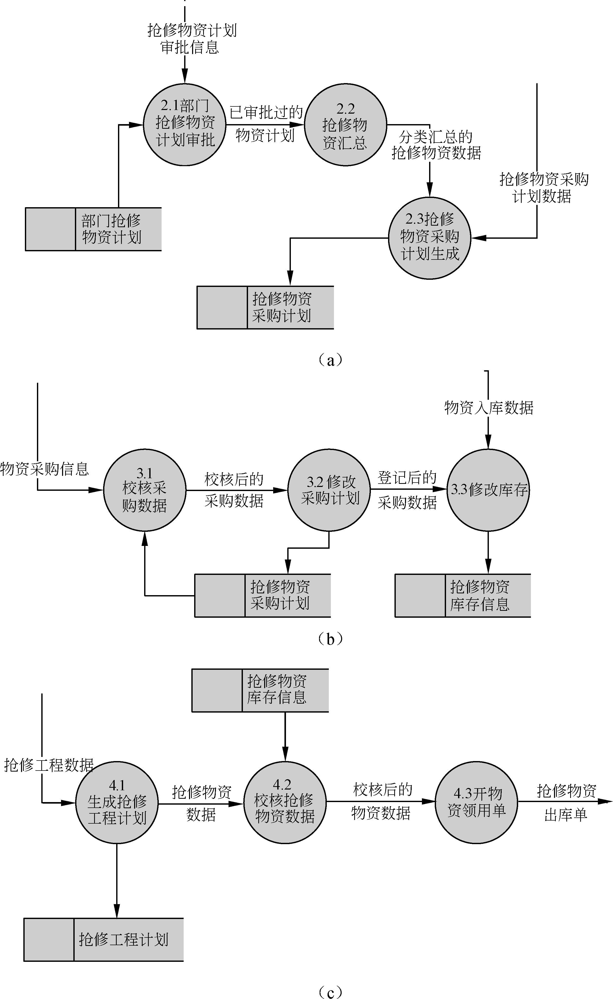 抢修物资计划
审批信息
2.1部门
抢修物资
计划审批
已审批过的
物资计划
2.2
抢修物
资汇总
分类汇总的
抢修物资数据
抢修物资采购
计划数据
部门抢修
物资计划
2.3抢修
物资采购
计划生成
抢修物资
采购计划
（a）
物资入库数据
物资采购信息
3.1
校核采
购数据
校核后的
采购数据
3.2修改
采购计划
登记后的
采购数据
3.3修改库存
抢修物资
采购计划
抢修物资
库存信息
（b）
抢修物资
库存信息
抢修工程数据
4.1
生成抢修
工程计划
抢修物资
数据
4.2
校核抢修
物资数据
校核后的
物资数据
4.3开物
资领用单
抢修物资
出库单
抢修工程计划
（c）